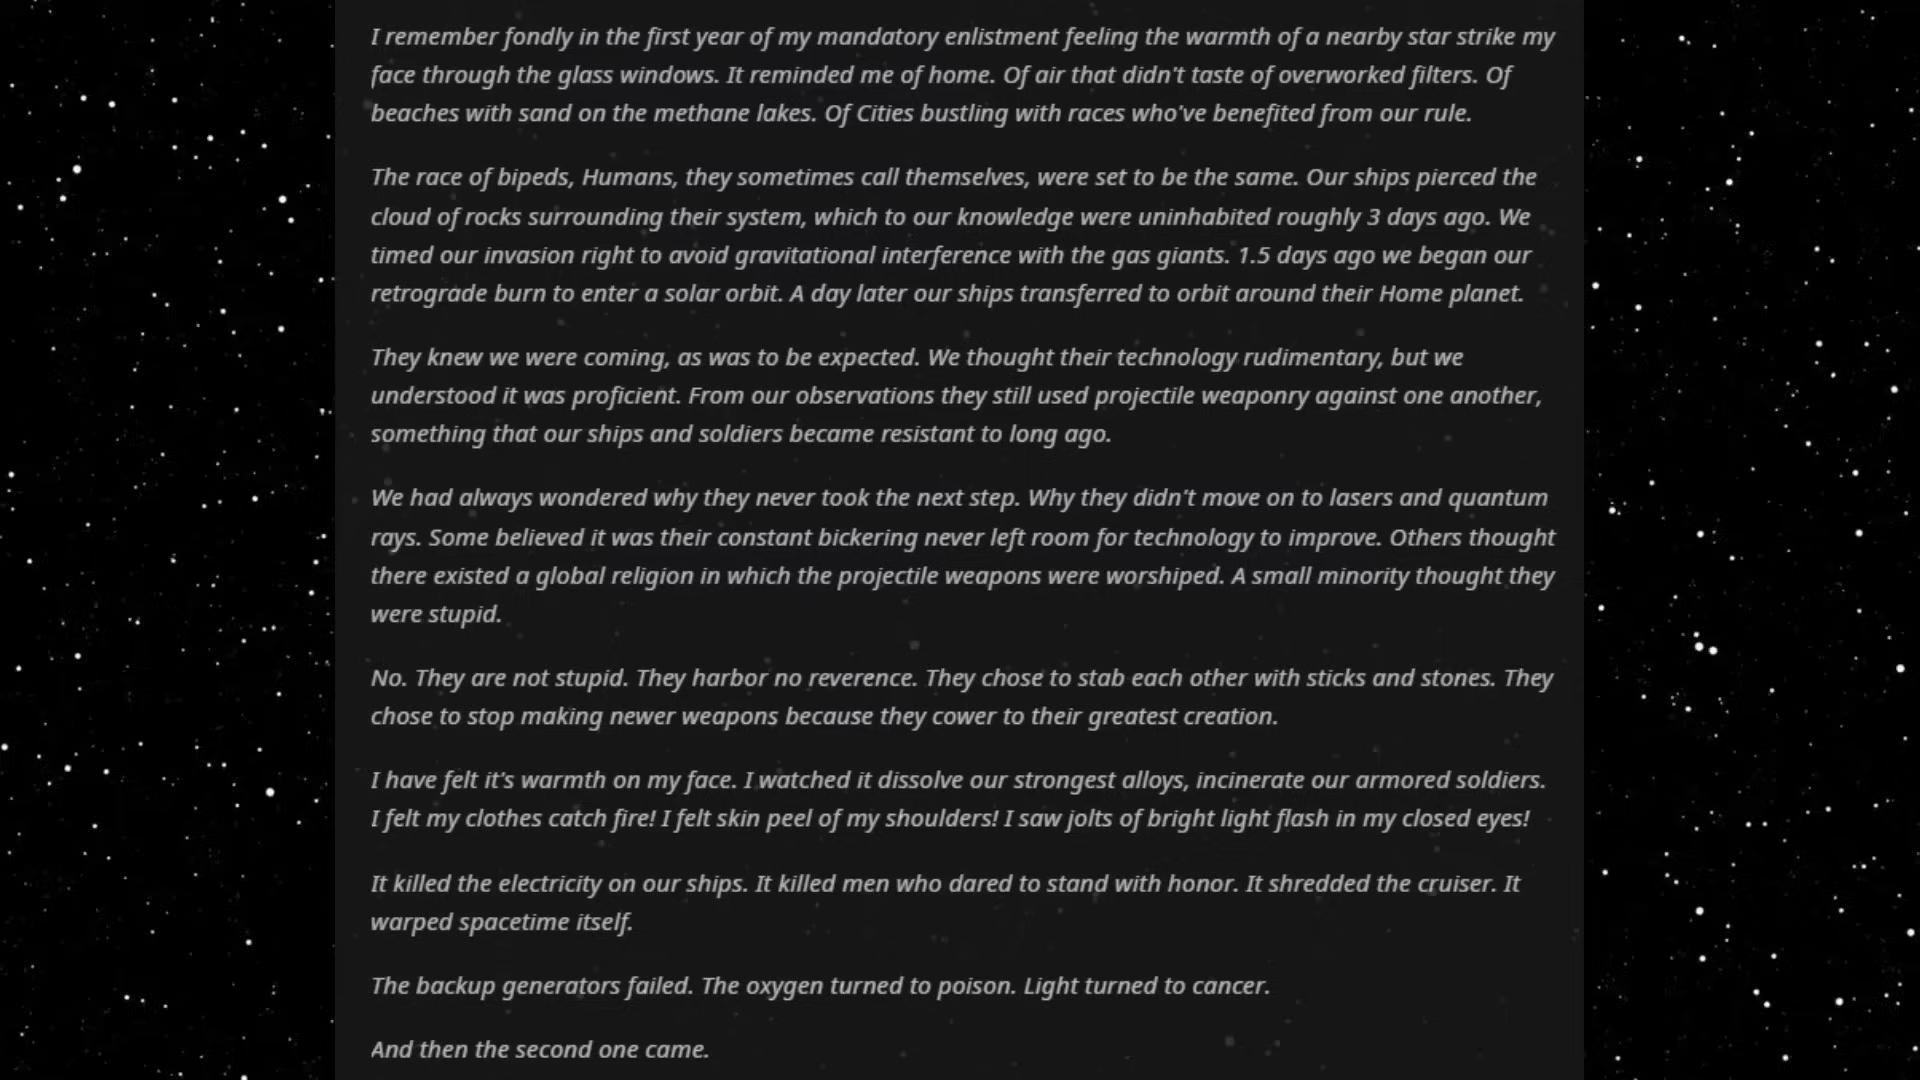 I remember fondly in the first year of my mandatory enlistment feeling the warmth of a nearby star strike my
face through the glass windows. It reminded me of home. Of air that didn't taste of overworked filters. Of
beaches with sand on the methane lakes. Of Cities bustling with races who've benefited from our rule.
The race of bipeds, Humans, they sometimes call themselves, were set to be the same. Our ships pierced the
cloud of rocks surrounding their system, which to our knowledge were uninhabited roughly 3 days ago. We
timed our invasion right to avoid gravitational interference with the gas giants. 1.5 days ago we began our
retrograde burn to enter a solar orbit. A day later our ships transferred to orbit around their Home planet.
They knew we were coming, as was to be expected. We thought their technology rudimentary, but we
understood it was proficient. From our observations they still used projectile weaponry against one another,
something that our ships and soldiers became resistant to long ago.
We had always wondered why they never took the next step. Why they didn't move on to lasers and quantum
rays. Some believed it was their constant bickering never left room for technology to improve. Others thought
there existed a global religion in which the projectile weapons were worshiped. A small minority thought they
were stupid.
No. They are not stupid. They harbor no reverence. They chose to stab each other with sticks and stones. They
chose to stop making newer weapons because they cower to their greatest creation.
I have felt it's warmth on my face. I watched it dissolve our strongest alloys, incinerate our armored soldiers.
I felt my clothes catch fire! I felt skin peel of my shoulders! I saw jolts of bright light flash in my closed eyes!
It killed the electricity on our ships. It killed men who dared to stand with honor. It shredded the cruiser. It
warped spacetime itself.
The backup generators failed. The oxygen turned to poison. Light turned to cancer.
And then the second one came.